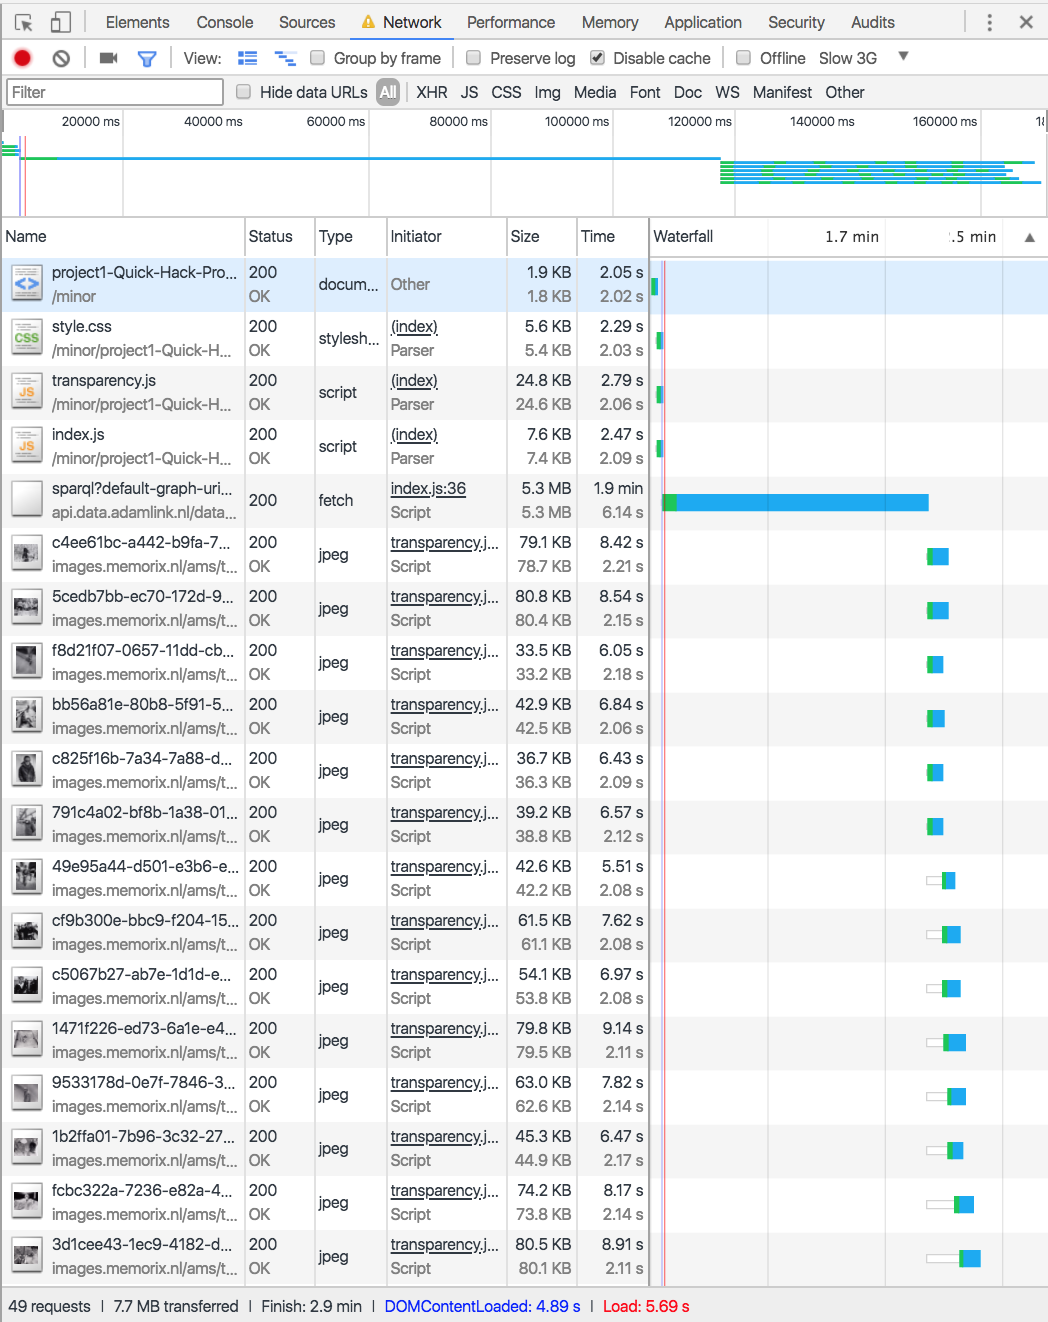 Elements Console Sources Network Performance Memory Application Security Audits
View: Group by frame Preserve log Disable cache Offline Slow 3G
Filter Hide data URLs All XHR JS CSS Img Media Font Doc WS Manifest Other
20000 ms 40000 ms 60000 ms 80000 ms 100000 ms 120000 ms 140000 ms 160000 ms
Name Status Type Initiator Size Time Waterfall 1.7 min .5 min
project1-Quick-Hack-Pro... 200 1.9 KB 2.05 s
docum... Other
/minor OK 1.8 KB 2.02 s
style.css 200 (index) 5.6 KB 2.29 s
CSS stylesh...
/minor/project1-Quick-H... OK Parser 5.4 KB 2.03 s
transparency.js 200 (index) 24.8 KB 2.79 s
JS script
/minor/project1-Quick-H... OK Parser 24.6 KB 2.06 s
index.js 200 (index) 7.6 KB 2.47 s
JS script
/minor/project1-Quick-H... OK Parser 7.4 KB 2.09 s
sparql?default-graph-uri... index.js:36 5.3 MB 1.9 min
200 fetch
api.data.adamlink.nl/data... Script 5.3 MB 6.14 s
c4ee61bc-a442-b9fa-7... 200 transparency.j... 79.1 KB 8.42 s
jpeg
images.memorix.nl/ams/t... OK Script 78.7 KB 2.21 s
5cedb7bb-ec70-172d-9... 200 transparency.j... 80.8 KB 8.54 s
jpeg
images.memorix.nl/ams/t... OK Script 80.4 KB 2.15 s
f8d21f07-0657-11dd-cb... 200 transparency.j... 33.5 KB 6.05 s
jpeg
images.memorix.nl/ams/t... OK Script 33.2 KB 2.18 s
bb56a81e-80b8-5f91-5... 200 transparency.j... 42.9 KB 6.84 s
jpeg
images.memorix.nl/ams/t... OK Script 42.5 KB 2.06 s
c825f16b-7a34-7a88-d... 200 transparency.j... 36.7 KB 6.43 s
jpeg
images.memorix.nl/ams/t... OK Script 36.3 KB 2.09 s
791c4a02-bf8b-1a38-01... 200 transparency.j... 39.2 KB 6.57 s
jpeg
images.memorix.nl/ams/t... OK Script 38.8 KB 2.12 s
49e95a44-d501-e3b6-e... 200 transparency.j... 42.6 KB 5.51 s
jpeg
images.memorix.nl/ams/t... OK Script 42.2 KB 2.08 s
cf9b300e-bbc9-f204-15... 200 transparency.j... 61.5 KB 7.62 s
jpeg
images.memorix.nl/ams/t... OK Script 61.1 KB 2.08 s
c5067b27-ab7e-1d1d-e... 200 transparency.j... 54.1 KB 6.97 s
jpeg
images.memorix.nl/ams/t... OK Script 53.8 KB 2.08 s
1471f226-ed73-6a1e-e4... 200 transparency.j... 79.8 KB 9.14 s
jpeg
images.memorix.nl/ams/t... OK Script 79.5 KB 2.11 s
9533178d-0e7f-7846-3... 200 transparency.j... 63.0 KB 7.82 s
jpeg
images.memorix.nl/ams/t... OK Script 62.6 KB 2.14 s
1b2ffa01-7b96-3c32-27... 200 transparency.j... 45.3 KB 6.47 s
jpeg
images.memorix.nl/ams/t... OK Script 44.9 KB 2.17 s
fcbc322a-7236-e82a-4... 200 transparency.j... 74.2 KB 8.17 s
jpeg
images.memorix.nl/ams/t... OK Script 73.8 KB 2.14 s
3d1cee43-1ec9-4182-d... 200 transparency.j... 80.5 KB 8.91 s
jpeg
images.memorix.nl/ams/t... OK Script 80.1 KB 2.11 s
49 requests | 7.7 MB transferred | Finish: 2.9 min | DOMContentLoaded: 4.89 s | Load: 5.69 s